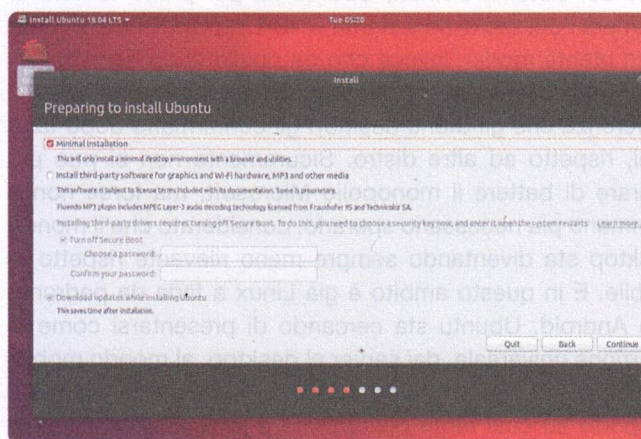 Install Ubuntu 18.04 LTS
Tue 05:20
Install
Preparing to install Ubuntu
Minimal installation
This will only install a minimal desktop environment with a browser and utilities.
Install third-party software for graphics and Wi-Fi hardware, MP3 and other media
This software is subject to license terms included with its documentation. Some is proprietary.
Fluendo MP3 plugin includes MPEG Layer-3 audio decoding technology licensed from Fraunhofer IIS and Technicolor SA.
Installing third-party drivers requires turning off Secure Boot. To do this, you need to choose a security key now, and enter it when the system restarts. Learn more
Turn off Secure Boot
Choose a password:
Confirm your password:
Download updates while installing Ubuntu
This saves time after installation.
Quit
Back
Continue